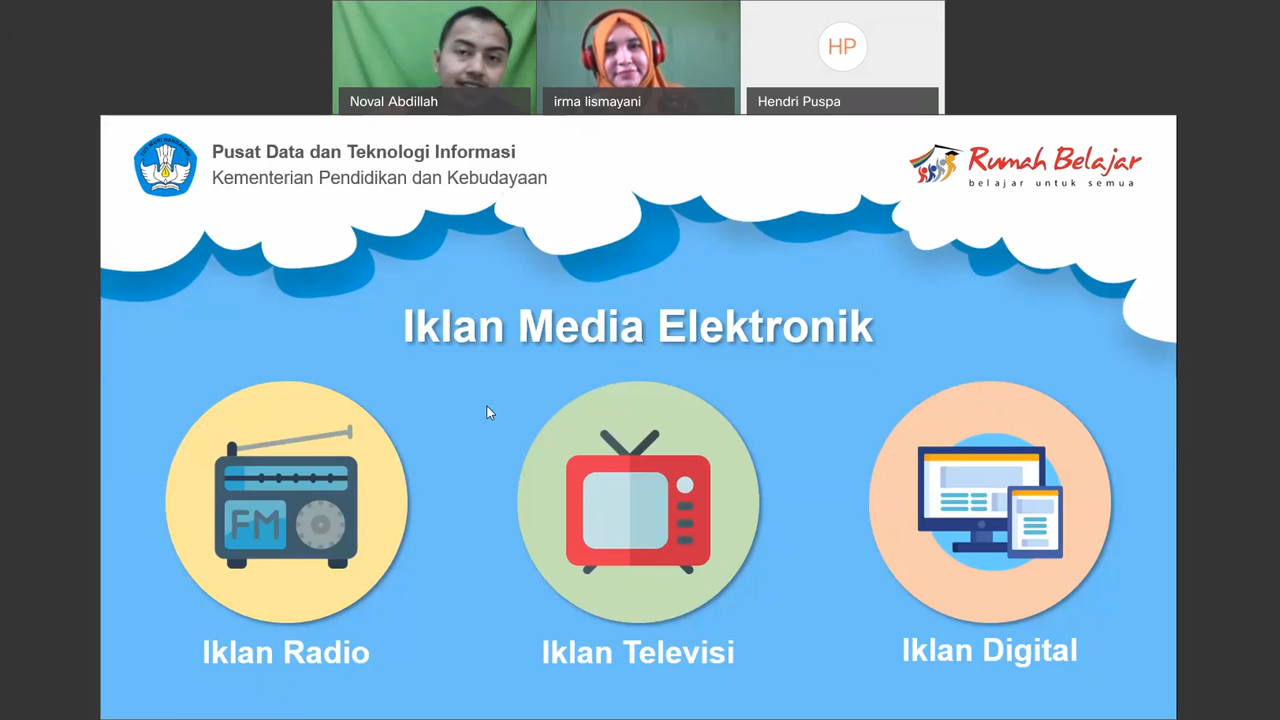 Noval Abdillah
irma lismayani
HP
Hendri Puspa
Pusat Data dan Teknologi Informasi
Kementerian Pendidikan dan Kebudayaan
Rumah Belajar
belajar untuk semua
Iklan Media Elektronik
FM
Iklan Radio
Iklan Televisi
Iklan Digital